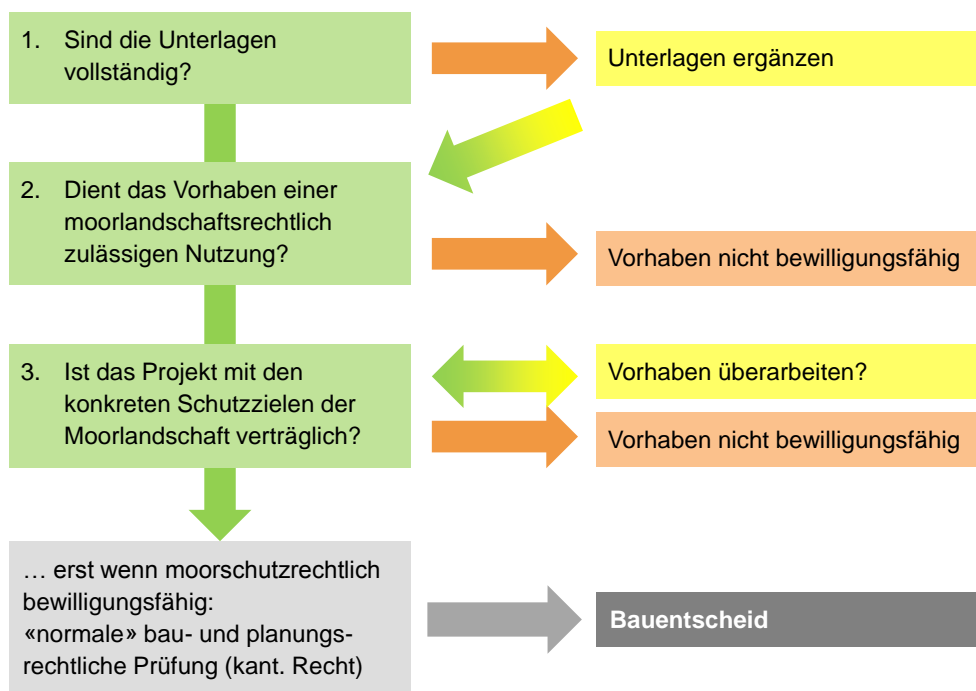 1. Sind die Unterlagen
vollständig?
Unterlagen ergänzen
2. Dient das Vorhaben einer
moorlandschaftsrechtlich
zulässigen Nutzung?
Vorhaben nicht bewilligungsfähig
3. Ist das Projekt mit den
konkreten Schutzzielen der
Moorlandschaft verträglich?
Vorhaben überarbeiten?
Vorhaben nicht bewilligungsfähig
… erst wenn moorschutzrechtlich
bewilligungsfähig:
«normale» bau- und planungs-
rechtliche Prüfung (kant. Recht)
Bauentscheid